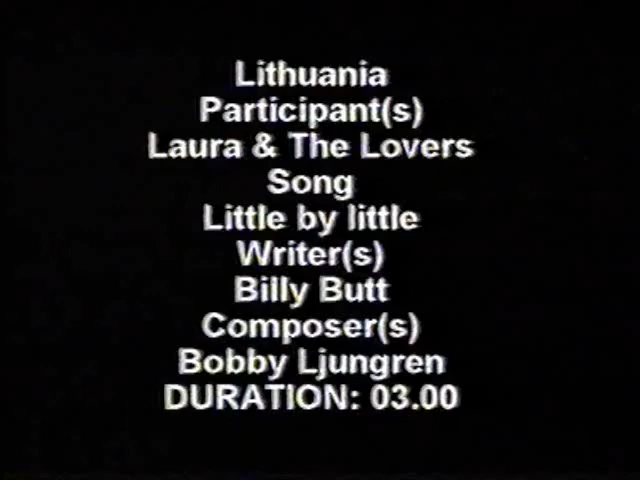 Lithuania
Participant(s)
Laura & The Lovers
Song
Little by little
Writer(s)
Billy Butt
Composer(s)
Bobby Ljungren
DURATION: 03.00